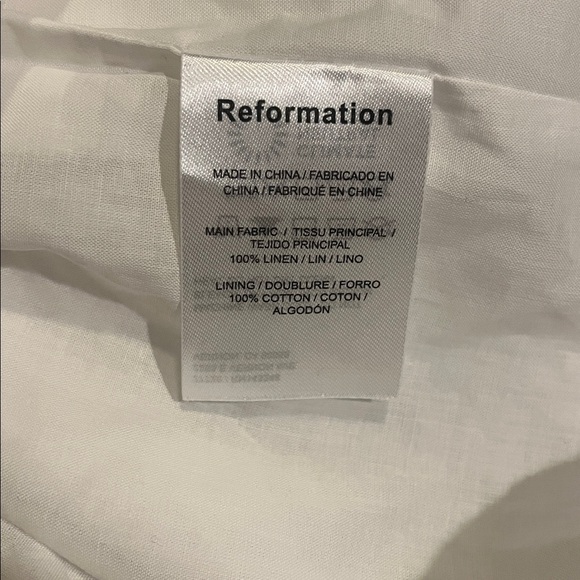 Reformation
MADE IN CHINA / FABRICADO EN
CHINA / FABRIQUÉ EN CHINE
MAIN FABRIC / TISSU PRINCIPAL /
TEJIDO PRINCIPAL
100% LINEN / LIN / LINO
LINING / DOUBLURE / FORRO
100% COTTON / COTON /
ALGODÓN